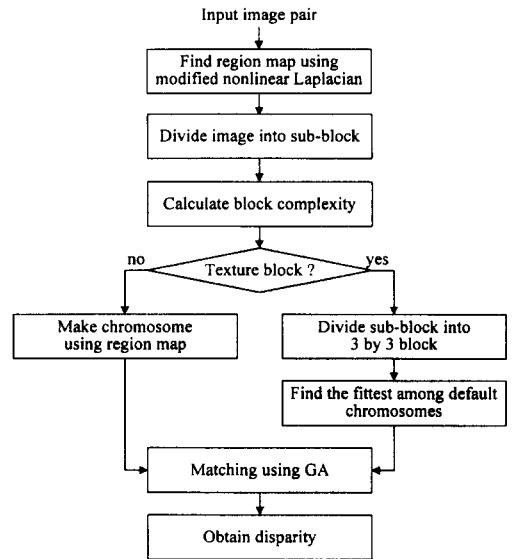 Input image pair
Find region map using
modified nonlinear Laplacian
Divide image into sub-block
Calculate block complexity
no
Texture block ?
yes
Make chromosome
using region map
Divide sub-block into
3 by 3 block
Find the fittest among default
chromosomes
Matching using GA
Obtain disparity